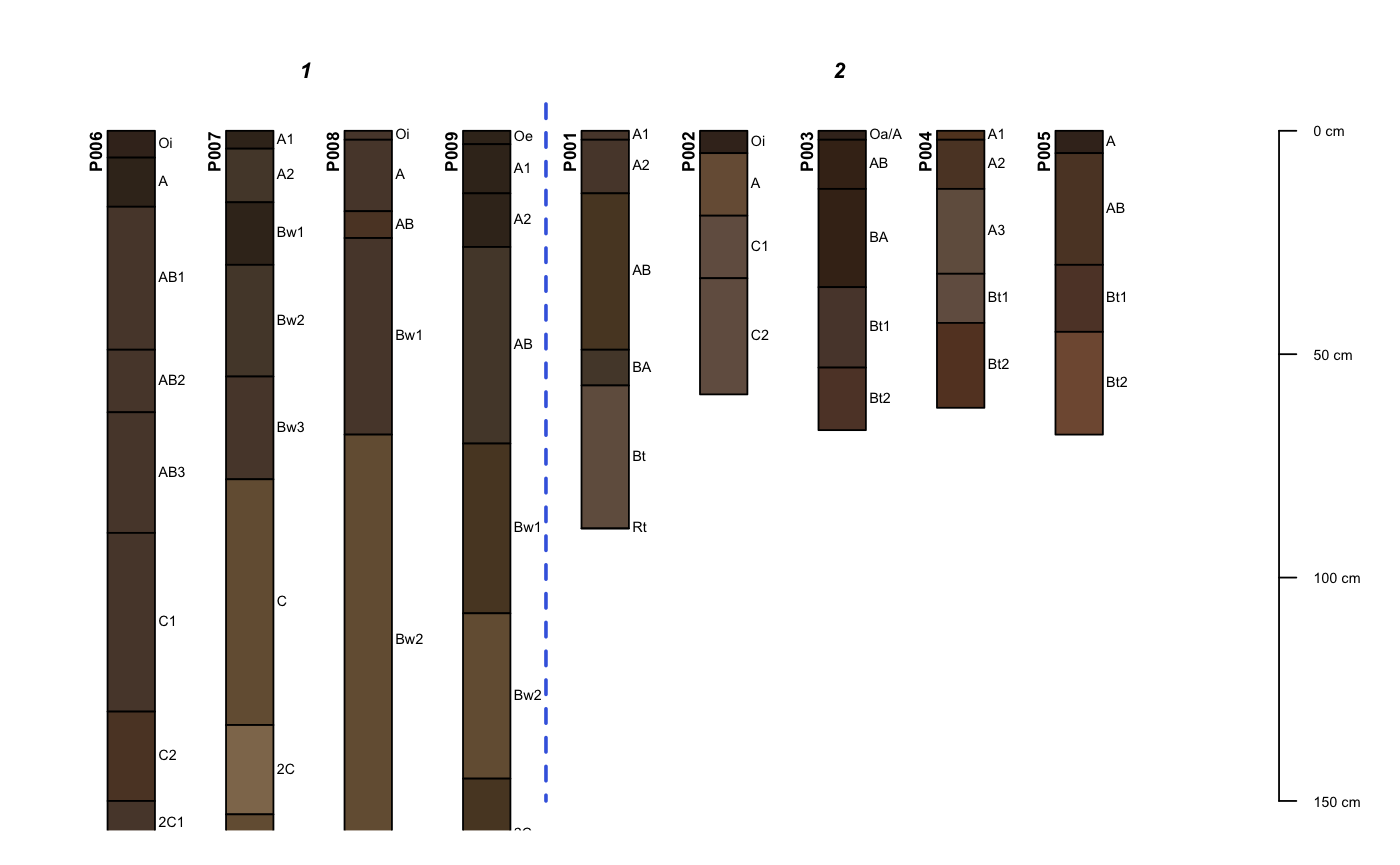 1
2
P006
Oi
A
AB1
AB2
AB3
C1
C2
2C1
P007
A1
A2
Bw1
Bw2
Bw3
C
2C
P008
Oi
A
AB
Bw1
Bw2
P009
Oe
A1
A2
AB
Bw1
Bw2
P001
A1
A2
AB
BA
Bt
Rt
P002
Oi
A
C1
C2
P003
Oa/A
AB
BA
Bt1
Bt2
P004
A1
A2
A3
Bt1
Bt2
P005
A
AB
Bt1
Bt2
0 cm
50 cm
100 cm
150 cm